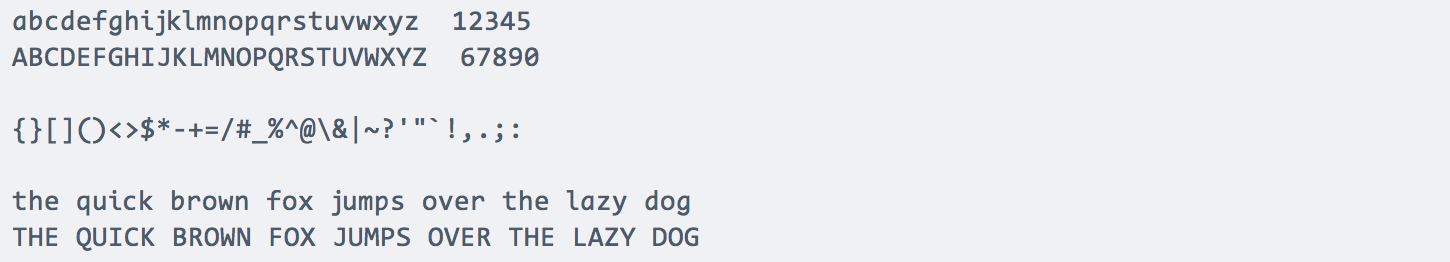 abcdefghijklmnopqrstuvwxyz  12345
ABCDEFGHIJKLMNOPQRSTUVWXYZ  67890
{}[]()<>$*-+=/#_%^@\&|~?'"`!,.;:
the quick brown fox jumps over the lazy dog
THE QUICK BROWN FOX JUMPS OVER THE LAZY DOG